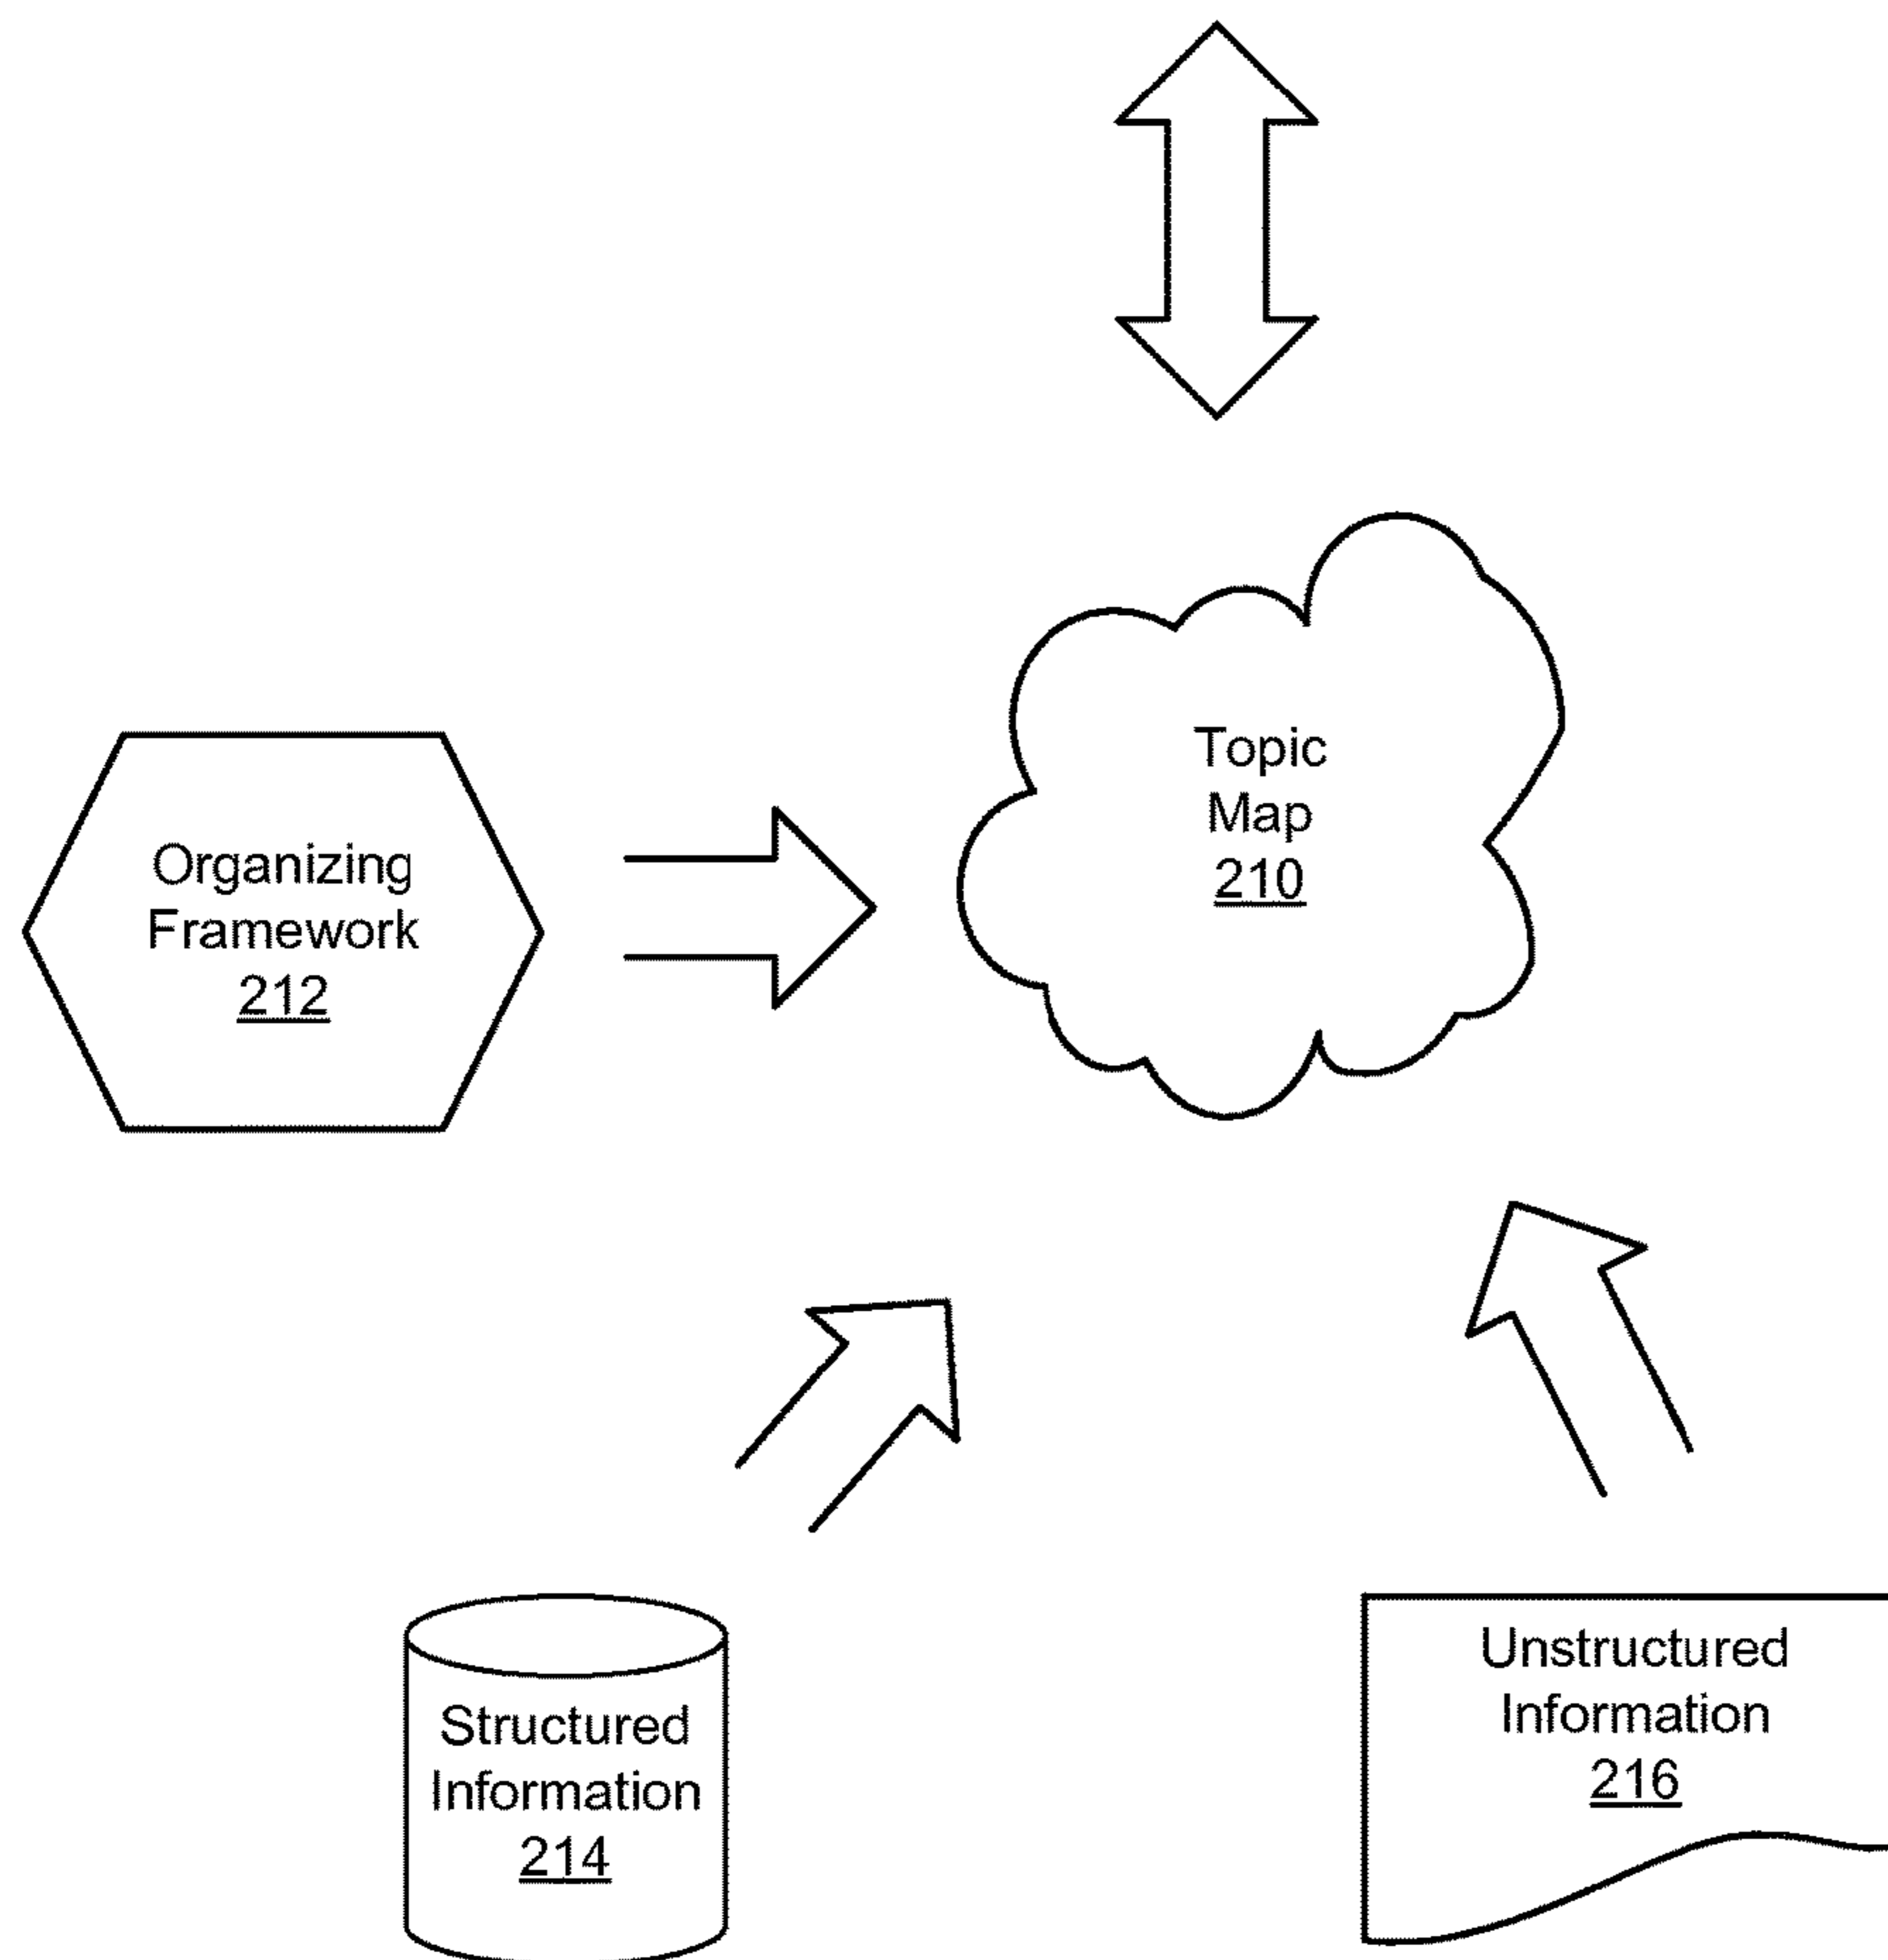 Topic
Map
210
Organizing
Framework
212
Structured
Information
214
Unstructured
Information
216